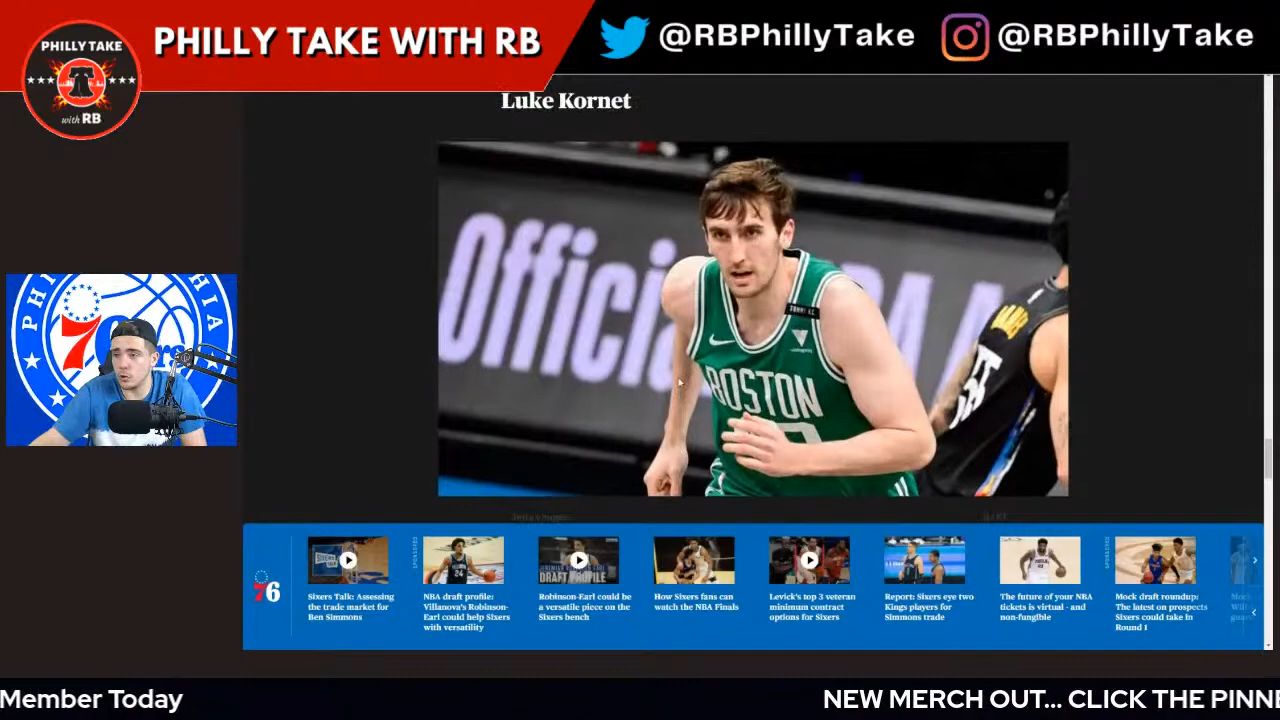 PHILLY TAKE WITH RB
@RBPhillyTake
@RBPhillyTake
PHILLY TAKE
with RB
Luke Kornet
Official
BOSTON
76
Sixers Talk: Assessing
the trade market for
Ben Simmons
SPONSORED
NBA draft profile:
Villanova's Robinson-
Earl could help Sixers
with versatility
DRAFT PROFILE
Robinson-Earl could be
a versatile piece on the
Sixers bench
How Sixers fans can
watch the NBA Finals
Levick's top 3 veteran
minimum contract
options for Sixers
Report: Sixers eye two
Kings players for
Simmons trade
The future of your NBA
tickets is virtual - and
non-fungible
SPONSORED
Mock draft roundup:
The latest on prospects
Sixers could take in
Round 1
Member Today
NEW MERCH OUT... CLICK THE PINNE